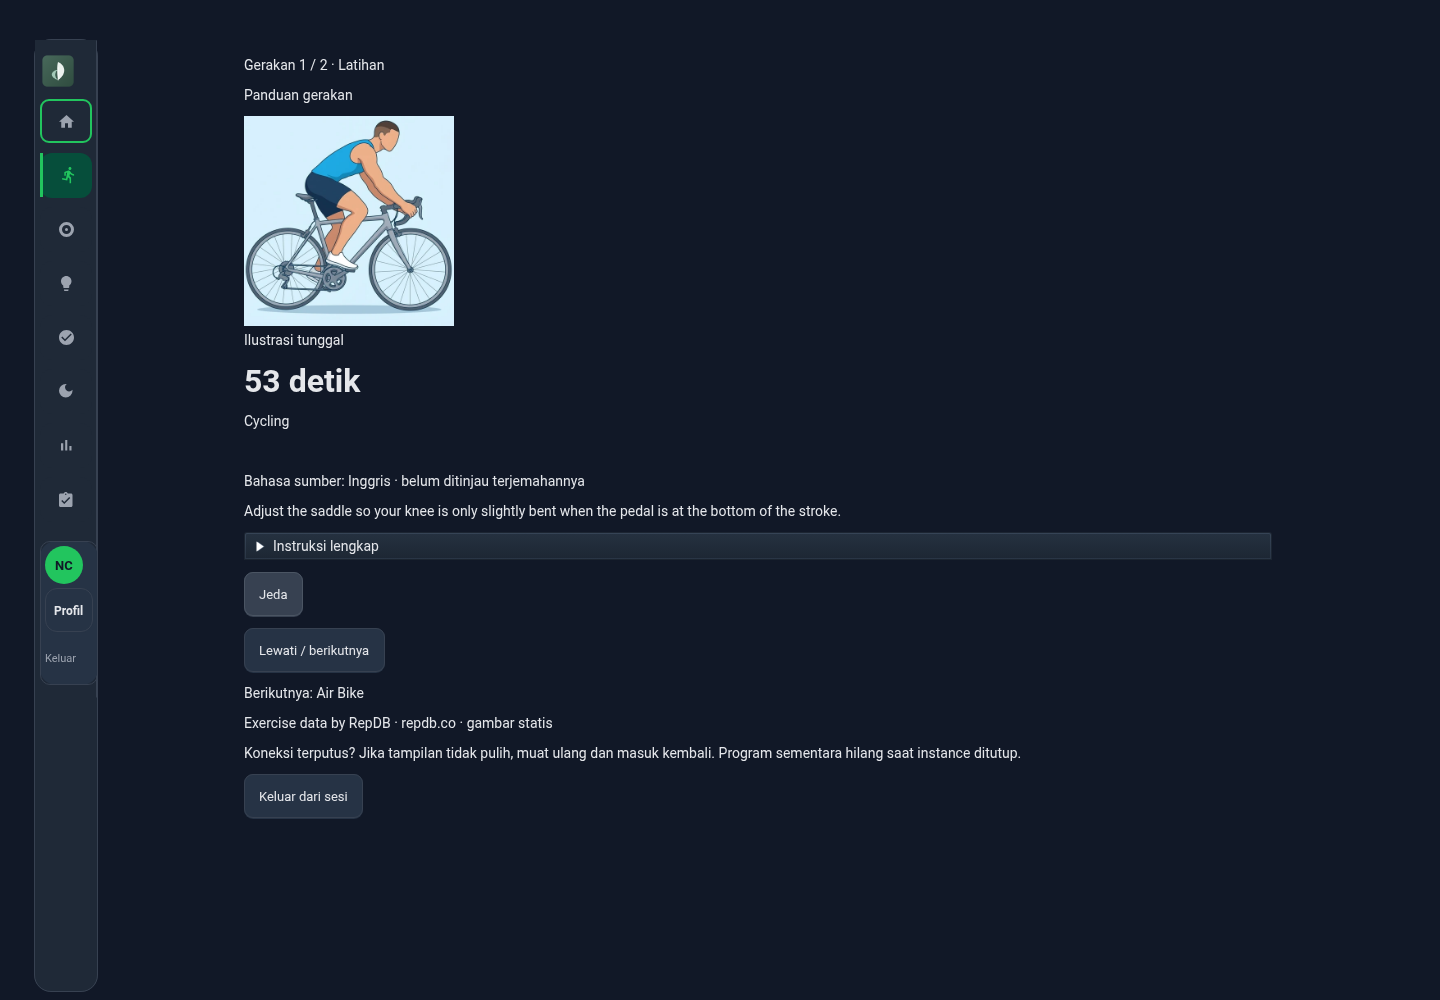 Gerakan 1 / 2 · Latihan
Panduan gerakan
Ilustrasi tunggal
53 detik
Cycling
Bahasa sumber: Inggris · belum ditinjau terjemahannya
Adjust the saddle so your knee is only slightly bent when the pedal is at the bottom of the stroke.
Instruksi lengkap
NC
Jeda
Profil
Lewati / berikutnya
Keluar
Berikutnya: Air Bike
Exercise data by RepDB · repdb.co · gambar statis
Koneksi terputus? Jika tampilan tidak pulih, muat ulang dan masuk kembali. Program sementara hilang saat instance ditutup.
Keluar dari sesi